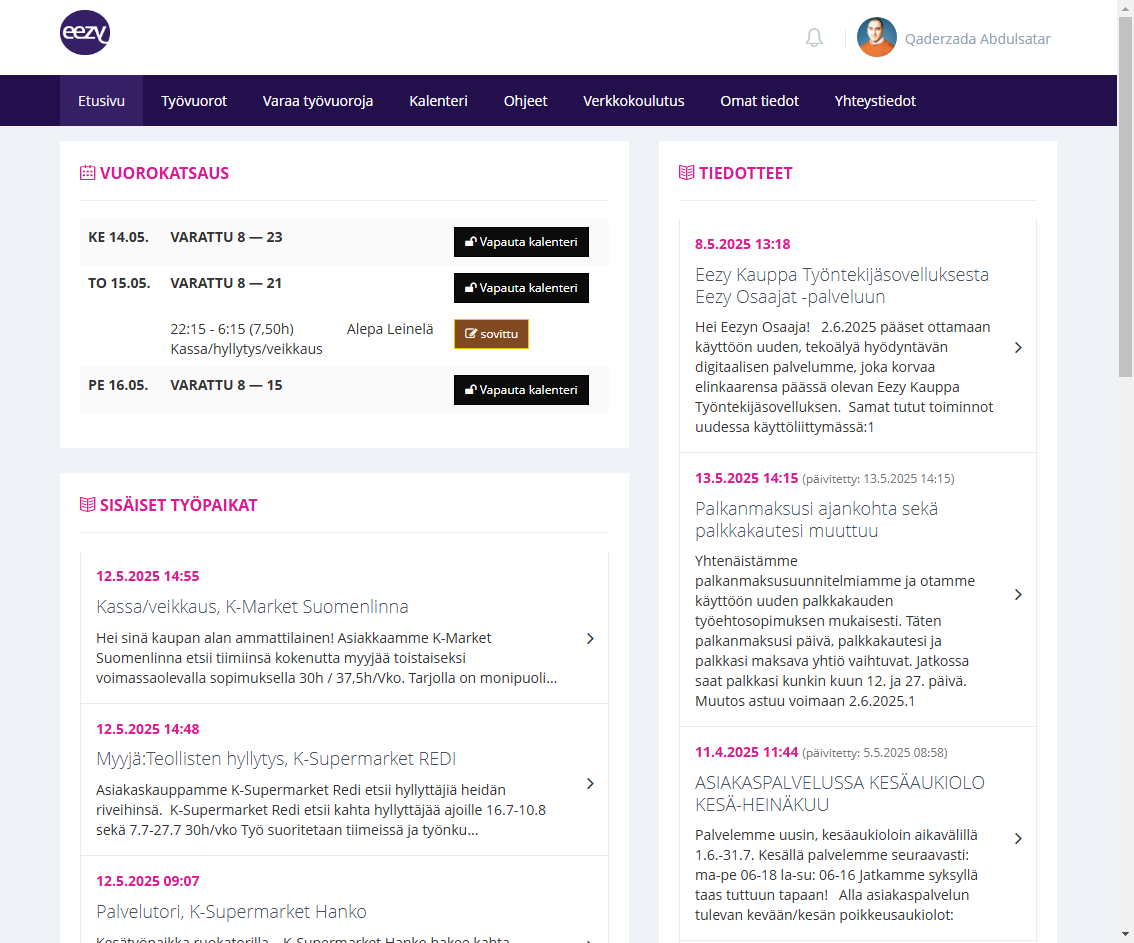 eezy
Qaderzada Abdulsatar
Etusivu Työvuorot Varaa työvuoroja Kalenteri Ohjeet Verkkokoulutus Omat tiedot Yhteystiedot
VUOROKATSAUS
KE 14.05. VARATTU 8 — 23 Vapauta kalenteri
TO 15.05. VARATTU 8 — 21 Vapauta kalenteri
22:15 - 6:15 (7,50h) Alepa Leinelä sovittu
Kassa/hyllytys/veikkaus
PE 16.05. VARATTU 8 — 15 Vapauta kalenteri
SISÄISET TYÖPAIKAT
12.5.2025 14:55
Kassa/veikkaus, K-Market Suomenlinna
Hei sinä kaupan alan ammattilainen! Asiakkaamme K-Market
Suomenlinna etsii tiimiinsä kokenutta myyjää toistaiseksi
voimassaolevalla sopimuksella 30h / 37,5h/Vko. Tarjolla on monipuoli...
12.5.2025 14:48
Myyjä:Teollisten hyllytys, K-Supermarket REDI
Asiakaskauppamme K-Supermarket Redi etsii hyllyttäjiä heidän
riveihinsä. K-Supermarket Redi etsii kahta hyllyttäjää ajoille 16.7-10.8
sekä 7.7-27.7 30h/vko Työ suoritetaan tiimeissä ja työnku...
12.5.2025 09:07
Palvelutori, K-Supermarket Hanko
Kesätyöpaikka ruokatorilla K-Supermarket Hanko hakee kahta
TIEDOTTEET
8.5.2025 13:18
Eezy Kauppa Työntekijäsovelluksesta
Eezy Osaajat -palveluun
Hei Eezyn Osaaja! 2.6.2025 pääset ottamaan
käyttöön uuden, tekoälyä hyödyntävän
digitaalisen palvelumme, joka korvaa
elinkaarensa päässä olevan Eezy Kauppa
Työntekijäsovelluksen. Samat tutut toiminnot
uudessa käyttöliittymässä:1
13.5.2025 14:15 (päivitetty: 13.5.2025 14:15)
Palkanmaksusi ajankohta sekä
palkkakautesi muuttuu
Yhtenäistämme
palkanmaksusuunnitelmiamme ja otamme
käyttöön uuden palkkakauden
työehtosopimuksen mukaisesti. Täten
palkanmaksusi päivä, palkkakautesi ja
palkkasi maksava yhtiö vaihtuvat. Jatkossa
saat palkkasi kunkin kuun 12. ja 27. päivä.
Muutos astuu voimaan 2.6.2025.1
11.4.2025 11:44 (päivitetty: 5.5.2025 08:58)
ASIAKASPALVELUSSA KESÄAUKIOLO
KESÄ-HEINÄKUU
Palvelemme uusin, kesäaukioloin aikavälillä
1.6.-31.7. Kesällä palvelemme seuraavasti:
ma-pe 06-18 la-su: 06-16 Jatkamme syksyllä
taas tuttuun tapaan! Alla asiakaspalvelun
tulevan kevään/kesän poikkeusaukiolot: